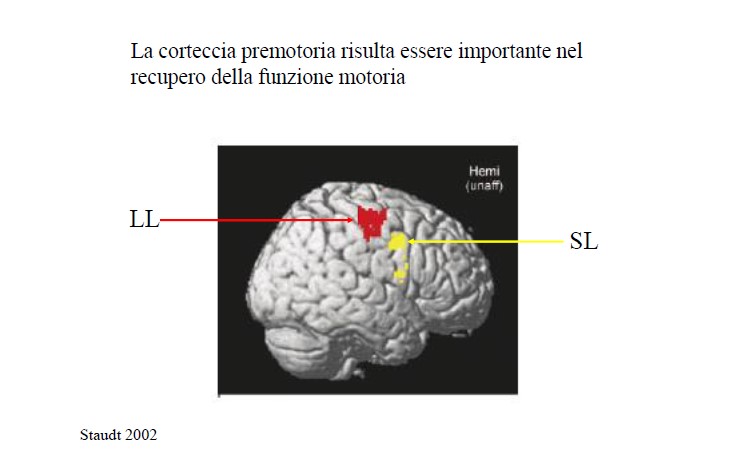 La corteccia premotoria risulta essere importante nel
recupero della funzione motoria
Hemi
(unaff)
LL
SL
Staudt 2002